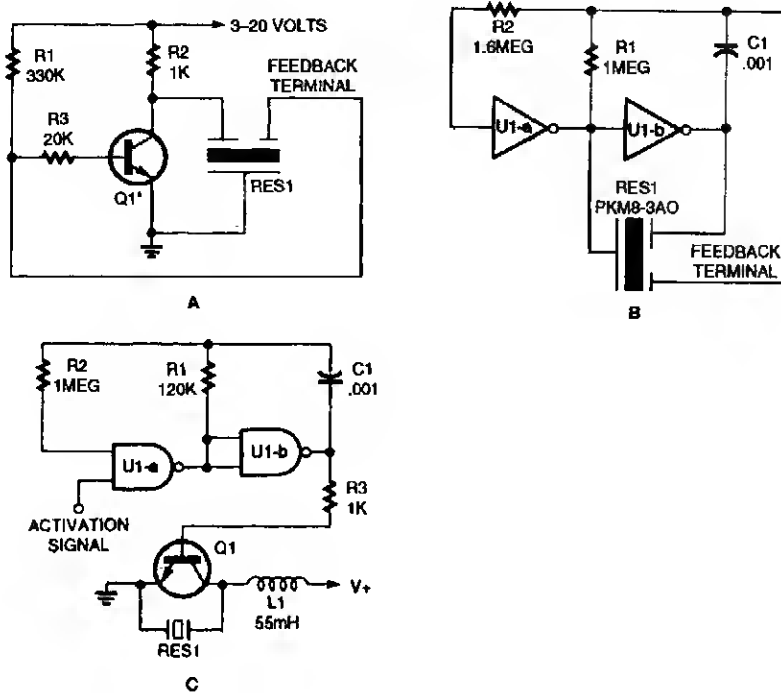 3–20 VOLTS
R1
330K
R2
1K
FEEDBACK
TERMINAL
R3
20K
Q1*
RES1
A
R2
1.6MEG
R1
1MEG
C1
.001
U1-a
U1-b
RES1
PKM8-3AO
FEEDBACK
TERMINAL
B
R2
1MEG
R1
120K
C1
.001
U1-a
U1-b
R3
1K
ACTIVATION
SIGNAL
Q1
V+
L1
55mH
RES1
C